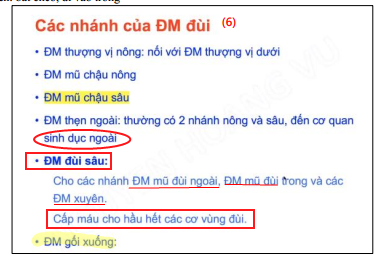 Các nhánh của ĐM đùi (6)
• ĐM thượng vị nông: nối với ĐM thượng vị dưới
• ĐM mũ chậu nông
• ĐM mũ chậu sâu
• ĐM thẹn ngoài: thường có 2 nhánh nông và sâu, đến cơ quan
sinh dục ngoài
• ĐM đùi sâu:
Cho các nhánh ĐM mũ đùi ngoài, ĐM mũ đùi trong và các
ĐM xuyên.
Cấp máu cho hầu hết các cơ vùng đùi.
• ĐM gối xuống: